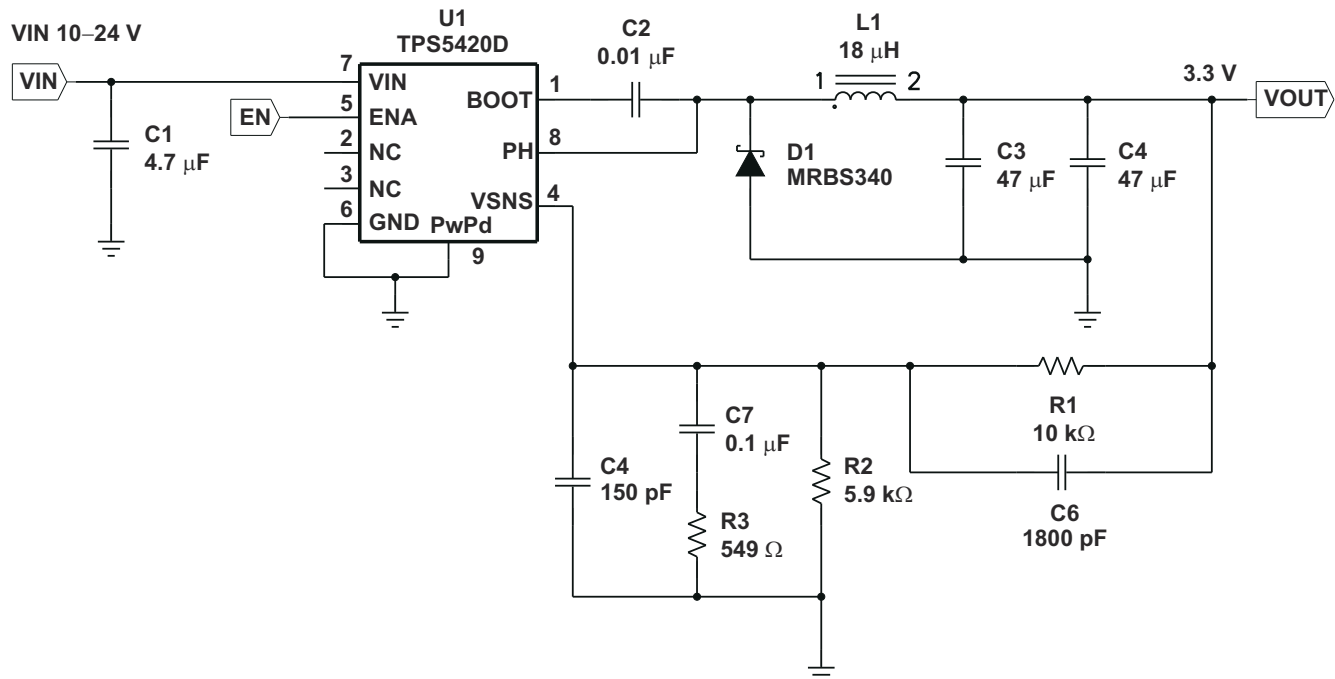 VIN 10–24 V
VIN
C1
4.7 μF
EN
U1
TPS5420D
7
VIN
5
ENA
2
NC
3
NC
6
GND
PwPd
9
BOOT
1
PH
8
VSNS
4
C2
0.01 μF
L1
18 μH
1
2
D1
MRBS340
C3
47 μF
C4
47 μF
3.3 V
VOUT
C4
150 pF
C7
0.1 μF
R3
549 Ω
R2
5.9 kΩ
R1
10 kΩ
C6
1800 pF